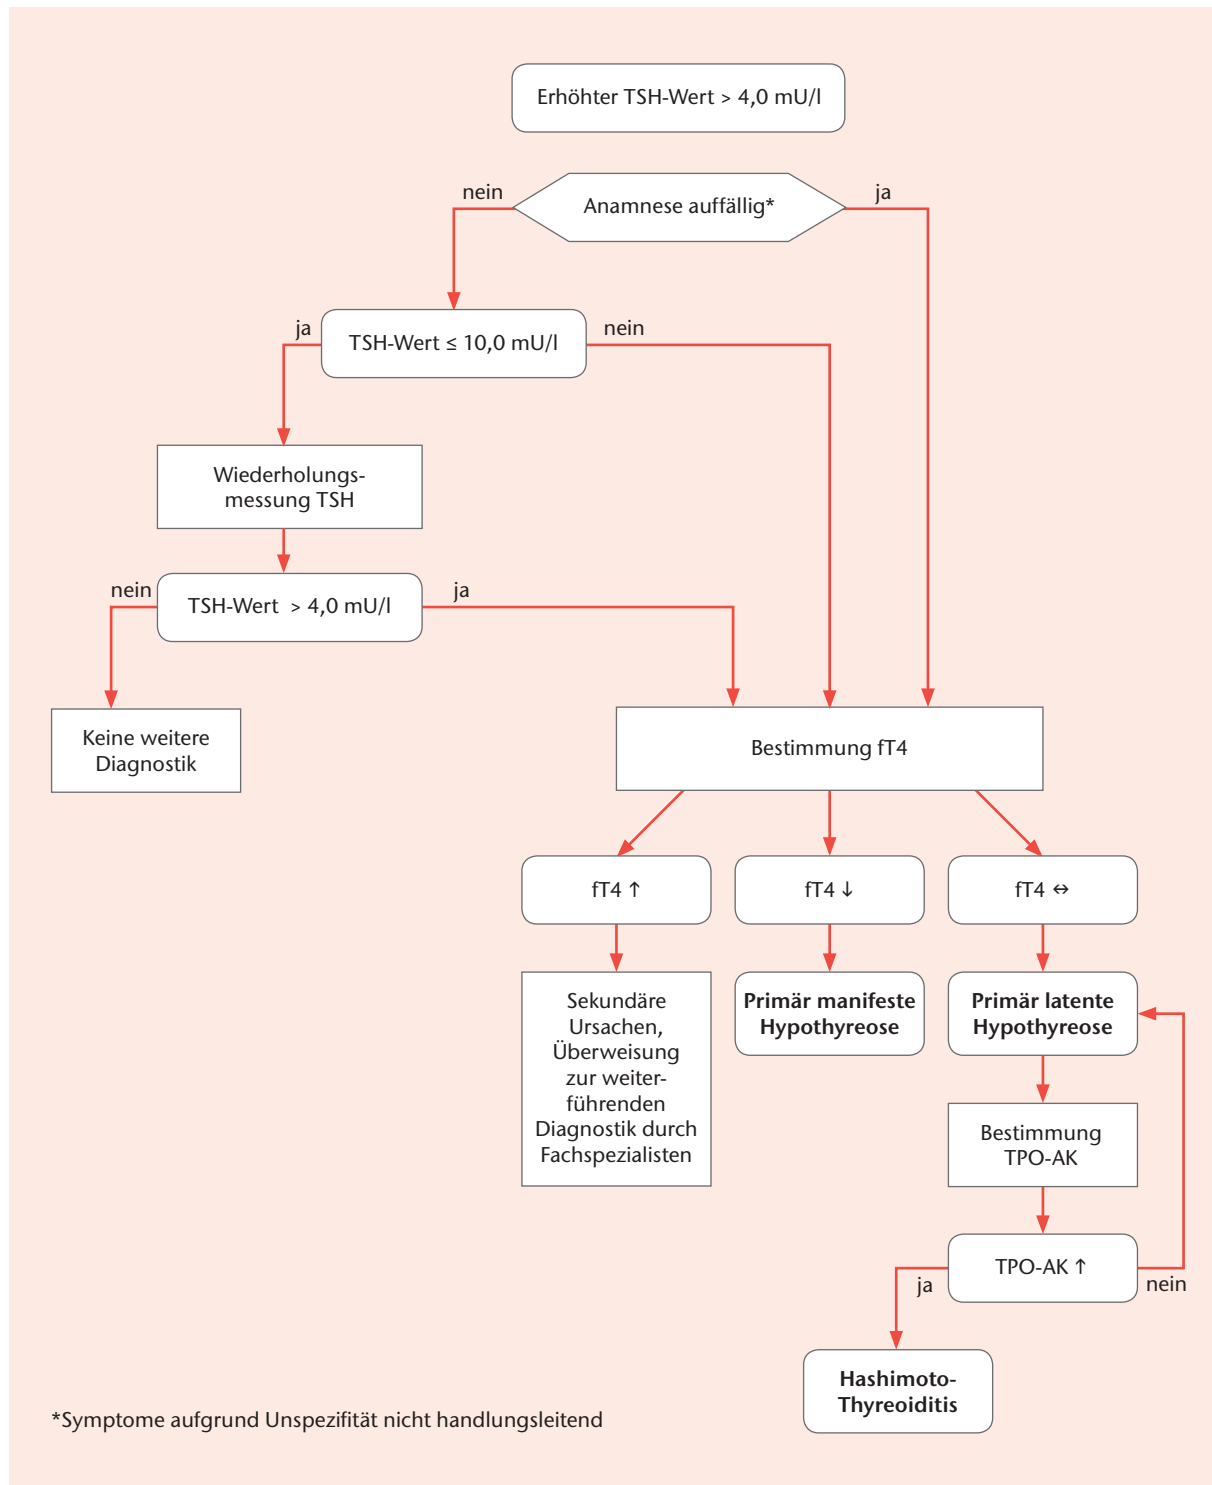 Erhöhter TSH-Wert > 4,0 mU/l
nein
Anamnese auffällig*
ja
ja
TSH-Wert ≤ 10,0 mU/l
nein
Wiederholungs-
messung TSH
nein
TSH-Wert > 4,0 mU/l
ja
Keine weitere
Diagnostik
Bestimmung fT4
fT4 ↑
fT4 ↓
fT4 ↔
Sekundäre
Ursachen,
Überweisung
zur weiter-
führenden
Diagnostik durch
Fachspezialisten
Primär manifeste
Hypothyreose
Primär latente
Hypothyreose
Bestimmung
TPO-AK
TPO-AK ↑
ja
nein
Hashimoto-
Thyreoiditis
*Symptome aufgrund Unspezifität nicht handlungsleitend